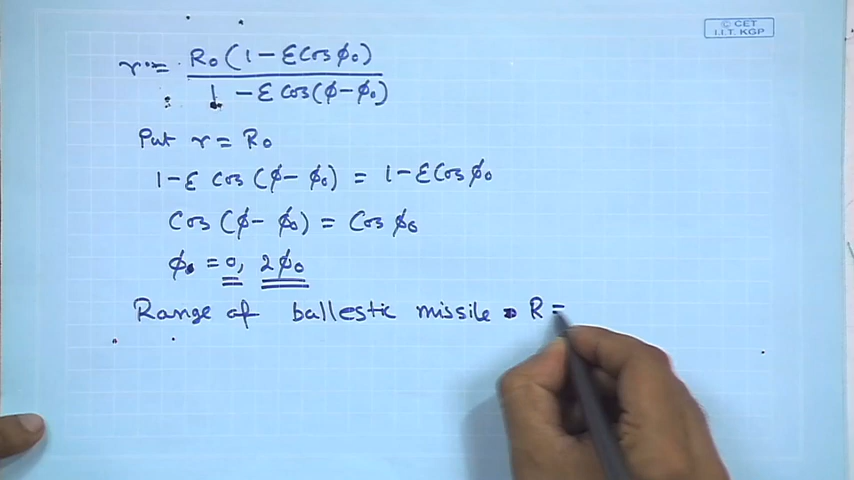 © CET
I.I.T. KGP
r = R₀(1 - ε Cos φ₀) / 1 - ε Cos(φ - φ₀)
Put r = R₀
1 - ε Cos (φ - φ₀) = 1 - ε Cos φ₀
Cos (φ - φ₀) = Cos φ₀
φ = 0, 2φ₀
Range of ballestic missile R =